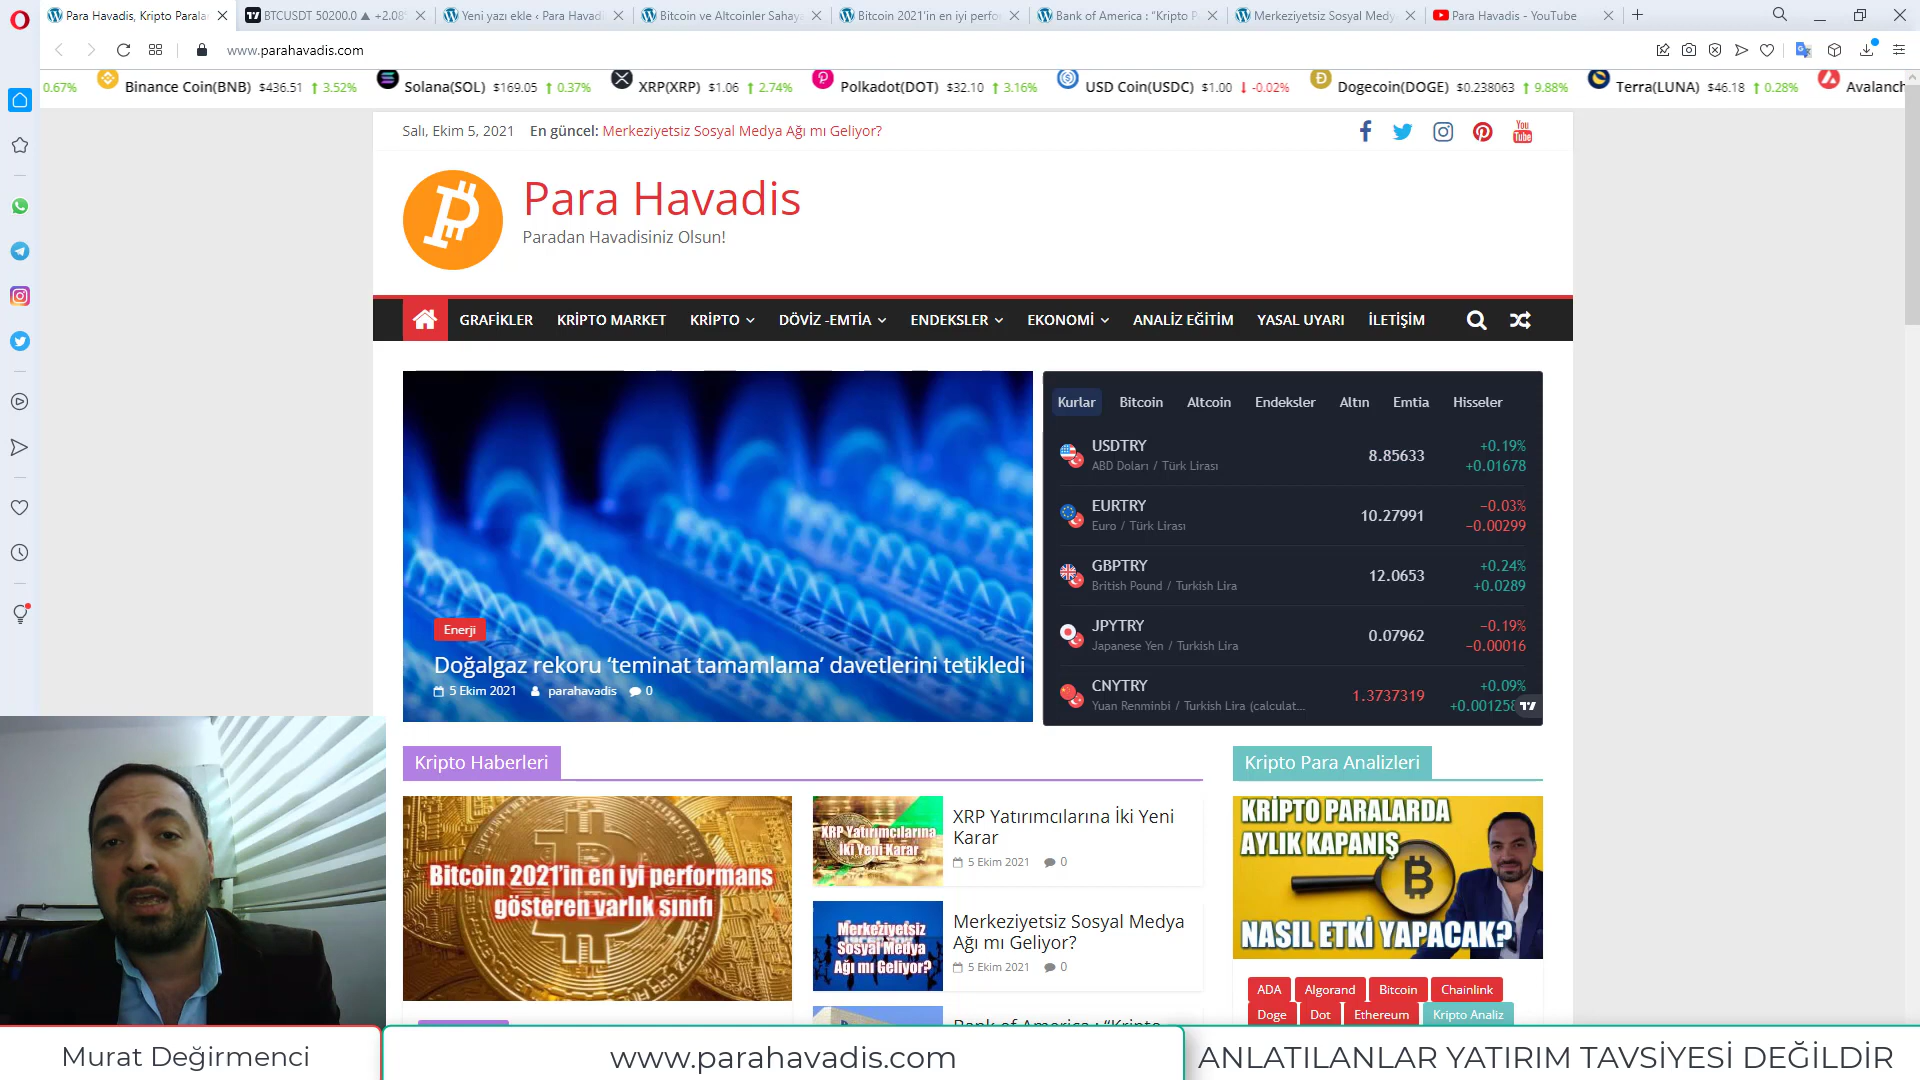 Para Havadis, Kripto Paralar
BTCUSDT 50200.0 ▲ +2.08%
Yeni yazı ekle ‹ Para Havadi
Bitcoin ve Altcoinler Sahaya
Bitcoin 2021'in en iyi perfor
Bank of America : "Kripto P
Merkeziyetsiz Sosyal Medy
Para Havadis - YouTube
www.parahavadis.com
0.67% Binance Coin(BNB) $436.51 ↑ 3.52% Solana(SOL) $169.05 ↑ 0.37% XRP(XRP) $1.06 ↑ 2.74% Polkadot(DOT) $32.10 ↑ 3.16% USD Coin(USDC) $1.00 ↓ -0.02% Dogecoin(DOGE) $0.238063 ↑ 9.88% Terra(LUNA) $46.18 ↑ 0.28% Avalanch
Salı, Ekim 5, 2021 En güncel: Merkeziyetsiz Sosyal Medya Ağı mı Geliyor?
You
Tube
Para Havadis
Paradan Havadisiniz Olsun!
GRAFİKLER KRİPTO MARKET KRİPTO DÖVİZ -EMTİA ENDEKSLER EKONOMİ ANALİZ EĞİTİM YASAL UYARI İLETİŞİM
Enerji
Doğalgaz rekoru ‘teminat tamamlama’ davetlerini tetikledi
5 Ekim 2021 parahavadis 0
Kurlar Bitcoin Altcoin Endeksler Altın Emtia Hisseler
USDTRY 8.85633 +0.19%
ABD Doları / Türk Lirası +0.01678
EURTRY 10.27991 −0.03%
Euro / Türk Lirası −0.00299
GBPTRY 12.0653 +0.24%
British Pound / Turkish Lira +0.0289
JPYTRY 0.07962 −0.19%
Japanese Yen / Turkish Lira −0.00016
CNYTRY 1.3737319 +0.09%
Yuan Renminbi / Turkish Lira (calculat... +0.001258
Kripto Haberleri
Bitcoin 2021'in en iyi performans
gösteren varlık sınıfı
XRP Yatırımcılarına
İki Yeni Karar
XRP Yatırımcılarına İki Yeni
Karar
5 Ekim 2021 0
Merkeziyetsiz
Sosyal Medya
Ağı mı Geliyor?
Merkeziyetsiz Sosyal Medya
Ağı mı Geliyor?
5 Ekim 2021 0
Bank of America : “Kripto
Kripto Para Analizleri
KRİPTO PARALARDA
AYLIK KAPANIŞ
NASIL ETKİ YAPACAK?
ADA Algorand Bitcoin Chainlink
Doge Dot Ethereum Kripto Analiz
Murat Değirmenci
www.parahavadis.com
ANLATILANLAR YATIRIM TAVSİYESİ DEĞİLDİR